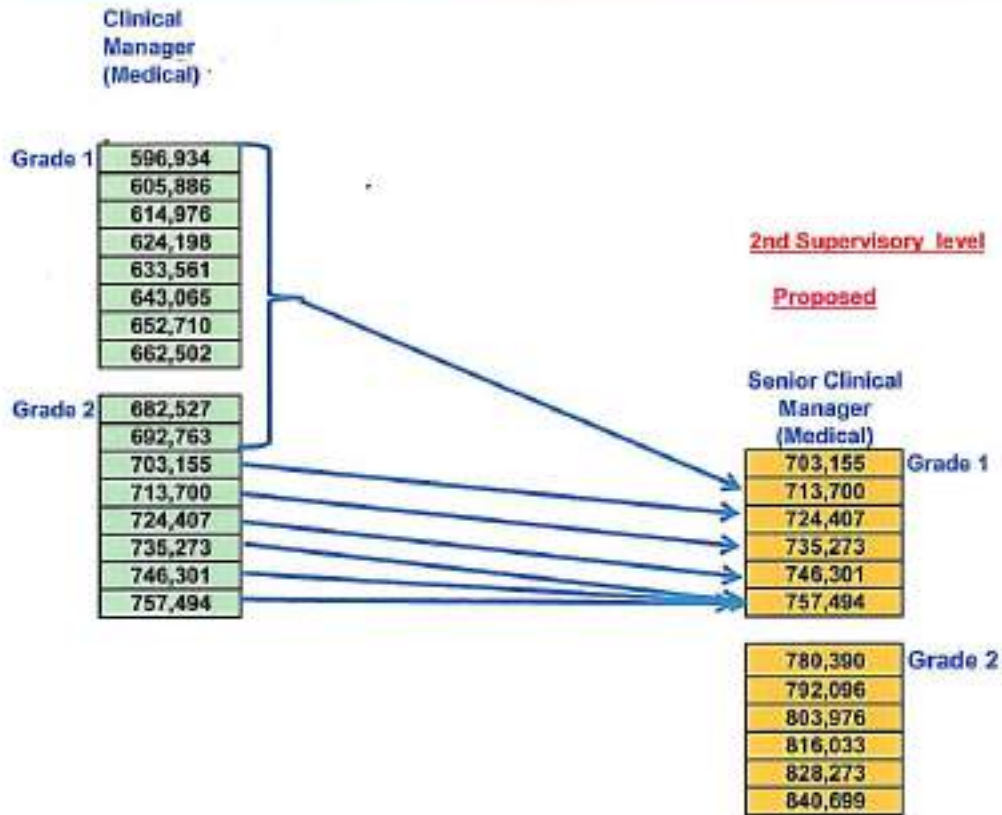 Clinical
Manager
(Medical)
Grade 1
596,934
605,886
614,976
624,198
633,561
643,065
652,710
662,502
Grade 2
682,527
692,763
703,155
713,700
724,407
735,273
746,301
757,494
2nd Supervisory level
Proposed
Senior Clinical
Manager
(Medical)
703,155 Grade 1
713,700
724,407
735,273
746,301
757,494
780,390 Grade 2
792,096
803,976
816,033
828,273
840,699